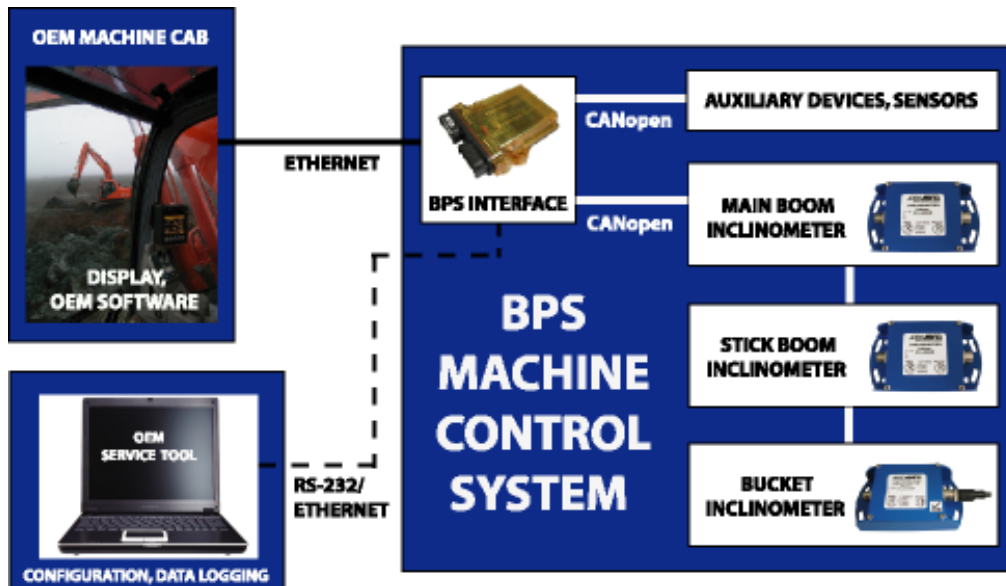 OEM MACHINE CAB
DISPLAY,
OEM SOFTWARE
ETHERNET
BPS INTERFACE
CANopen
AUXILIARY DEVICES, SENSORS
CANopen
MAIN BOOM
INCLINOMETER
STICK BOOM
INCLINOMETER
BUCKET
INCLINOMETER
BPS
MACHINE
CONTROL
SYSTEM
OEM
SERVICE TOOL
RS-232/
ETHERNET
CONFIGURATION, DATA LOGGING